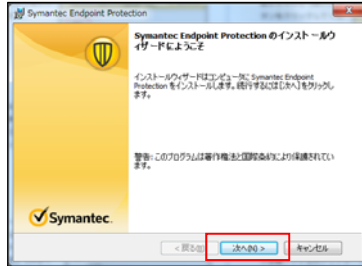 Symantec Endpoint Protection
Symantec Endpoint Protection のインストールウ
ィザードにようこそ
インストールウィザードはコンピュータに Symantec Endpoint
Protection をインストールします。続行するには[次へ]をクリックし
ます。
警告: このプログラムは著作権法と国際条約により保護されてい
ます。
Symantec.
< 戻る(B)
次へ(N) >
キャンセル